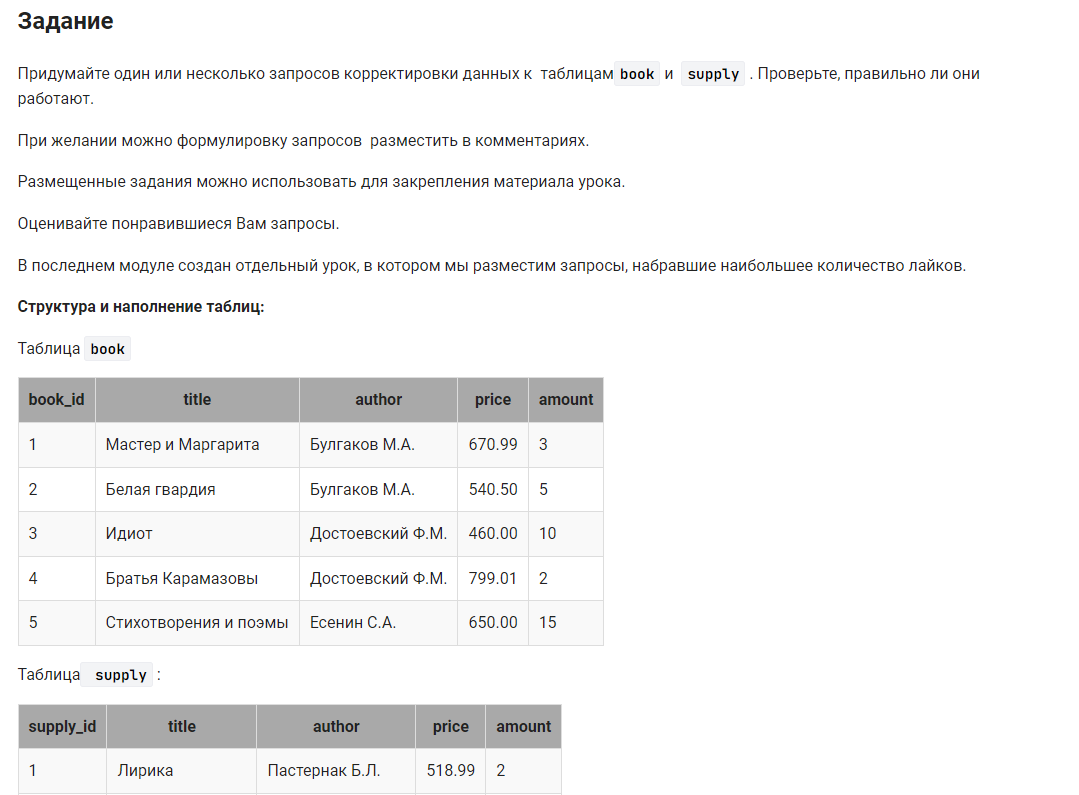 Задание
Придумайте один или несколько запросов корректировки данных к таблицам book и supply . Проверьте, правильно ли они
работают.
При желании можно формулировку запросов разместить в комментариях.
Размещенные задания можно использовать для закрепления материала урока.
Оценивайте понравившиеся Вам запросы.
В последнем модуле создан отдельный урок, в котором мы разместим запросы, набравшие наибольшее количество лайков.
Структура и наполнение таблиц:
Таблица book
book_id title author price amount
1 Мастер и Маргарита Булгаков М.А. 670.99 3
2 Белая гвардия Булгаков М.А. 540.50 5
3 Идиот Достоевский Ф.М. 460.00 10
4 Братья Карамазовы Достоевский Ф.М. 799.01 2
5 Стихотворения и поэмы Есенин С.А. 650.00 15
Таблица supply :
supply_id title author price amount
1 Лирика Пастернак Б.Л. 518.99 2